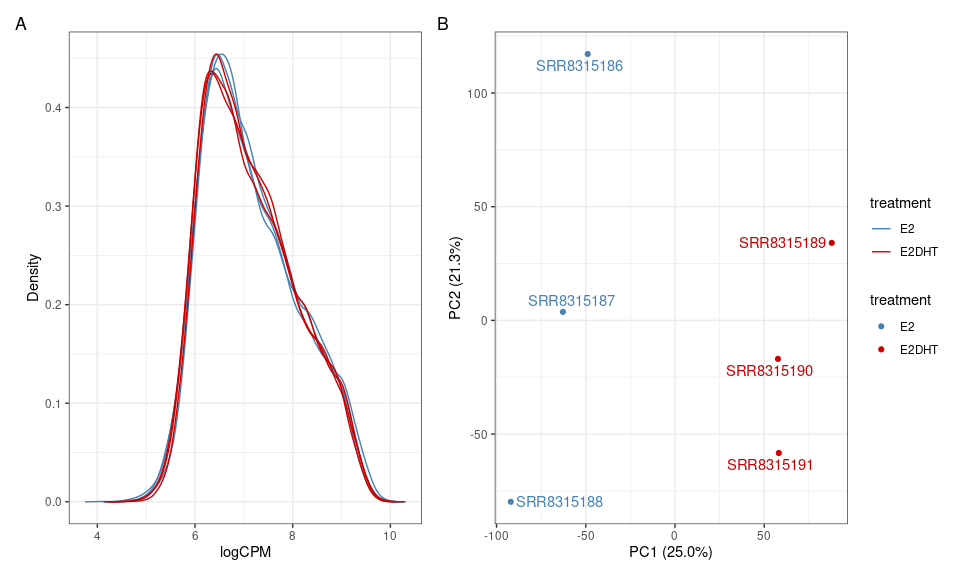 A
B
0.4
0.3
0.2
0.1
0.0
Density
4
6
8
10
logCPM
100
50
0
-50
PC2 (21.3%)
SRR8315186
SRR8315189
SRR8315187
SRR8315190
SRR8315191
SRR8315188
-100
-50
0
50
PC1 (25.0%)
treatment
E2
E2DHT
treatment
E2
E2DHT